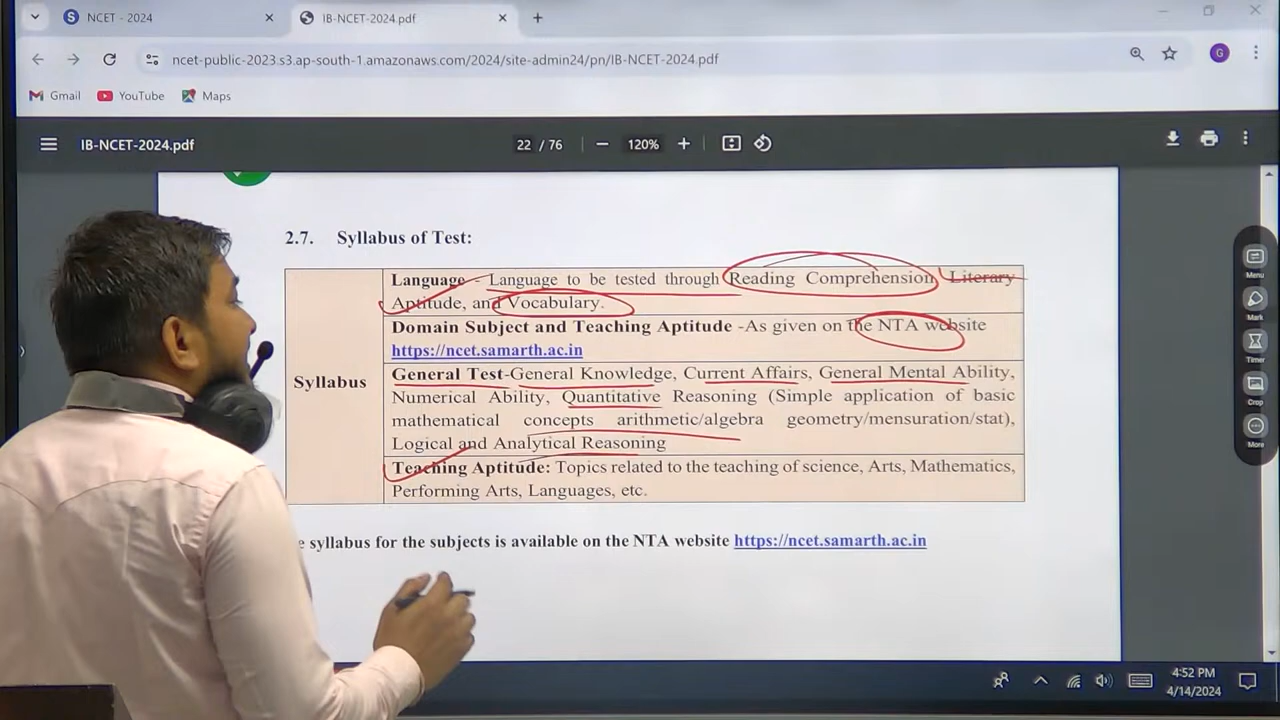 NCET - 2024
IB-NCET-2024.pdf
ncet-public-2023.s3.ap-south-1.amazonaws.com/2024/site-admin24/pn/IB-NCET-2024.pdf
G
Gmail
YouTube
Maps
IB-NCET-2024.pdf
22 / 76
120%
2.7. Syllabus of Test:
Syllabus
Language - Language to be tested through Reading Comprehension, Literary
Aptitude, and Vocabulary.
Domain Subject and Teaching Aptitude -As given on the NTA website
https://ncet.samarth.ac.in
General Test-General Knowledge, Current Affairs, General Mental Ability,
Numerical Ability, Quantitative Reasoning (Simple application of basic
mathematical concepts arithmetic/algebra geometry/mensuration/stat),
Logical and Analytical Reasoning
Teaching Aptitude: Topics related to the teaching of science, Arts, Mathematics,
Performing Arts, Languages, etc.
syllabus for the subjects is available on the NTA website https://ncet.samarth.ac.in
Menu
Mark
Timer
Crop
More
4:52 PM
4/14/2024